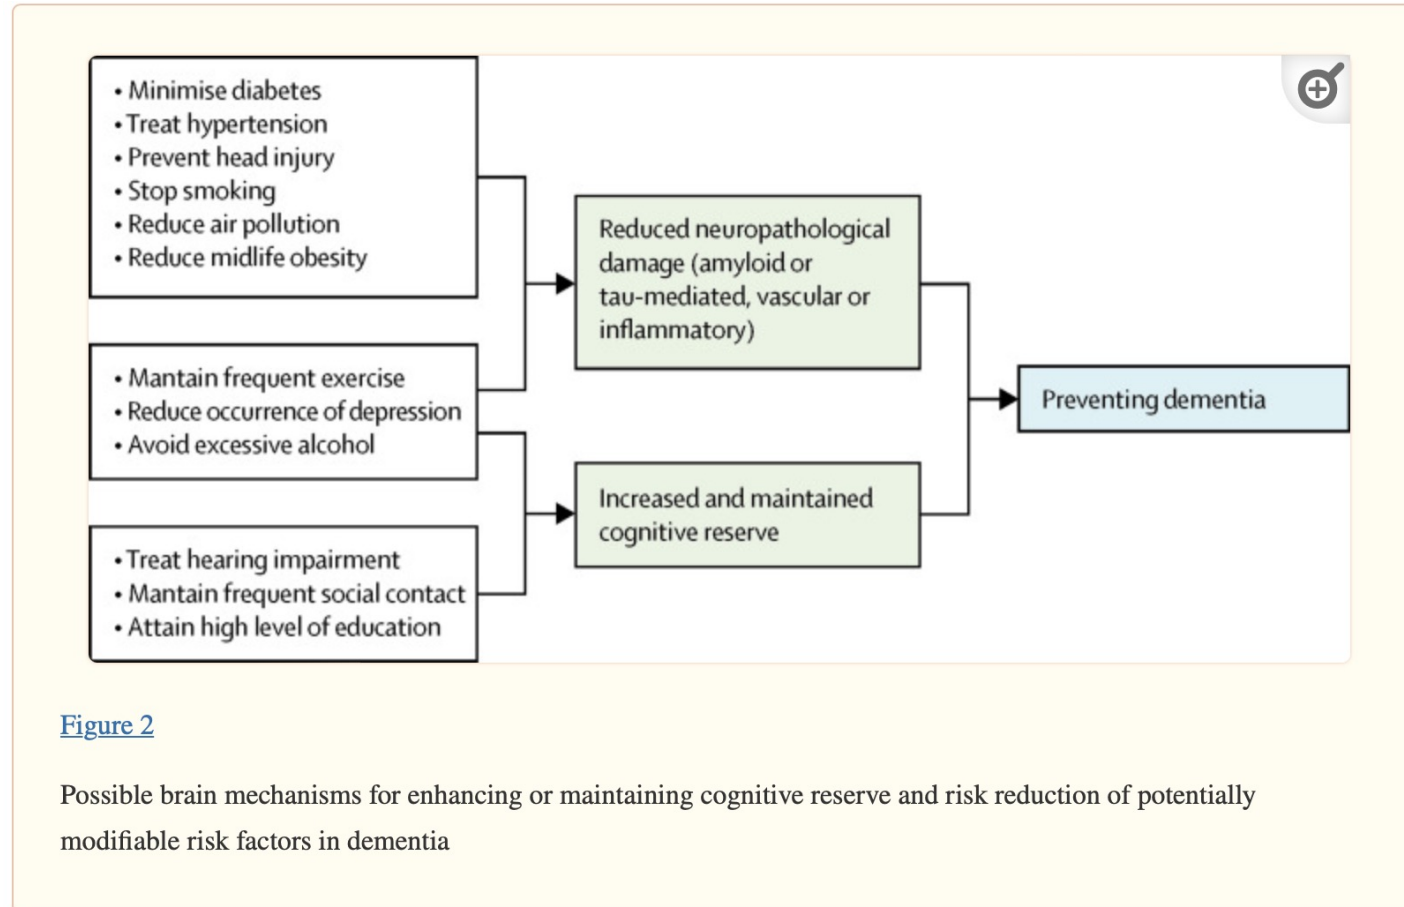 • Minimise diabetes
• Treat hypertension
• Prevent head injury
• Stop smoking
• Reduce air pollution
• Reduce midlife obesity
• Mantain frequent exercise
• Reduce occurrence of depression
• Avoid excessive alcohol
• Treat hearing impairment
• Mantain frequent social contact
• Attain high level of education
Reduced neuropathological
damage (amyloid or
tau-mediated, vascular or
inflammatory)
Increased and maintained
cognitive reserve
Preventing dementia
Figure 2
Possible brain mechanisms for enhancing or maintaining cognitive reserve and risk reduction of potentially
modifiable risk factors in dementia